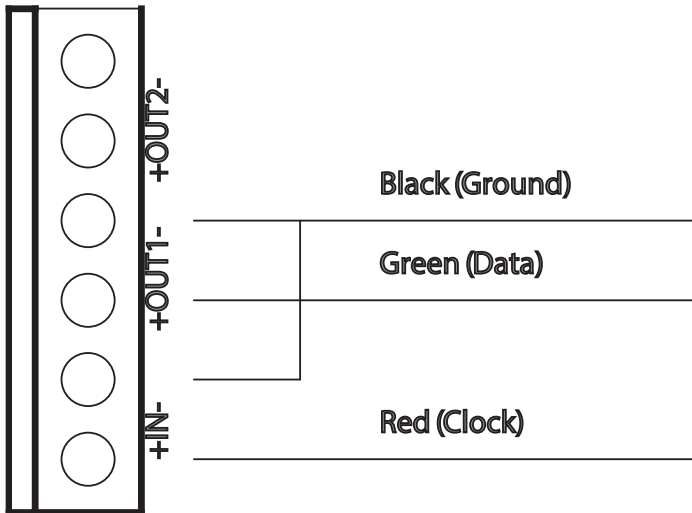 +OUT2-
Black (Ground)
+OUT1-
Green (Data)
+IN-
Red (Clock)